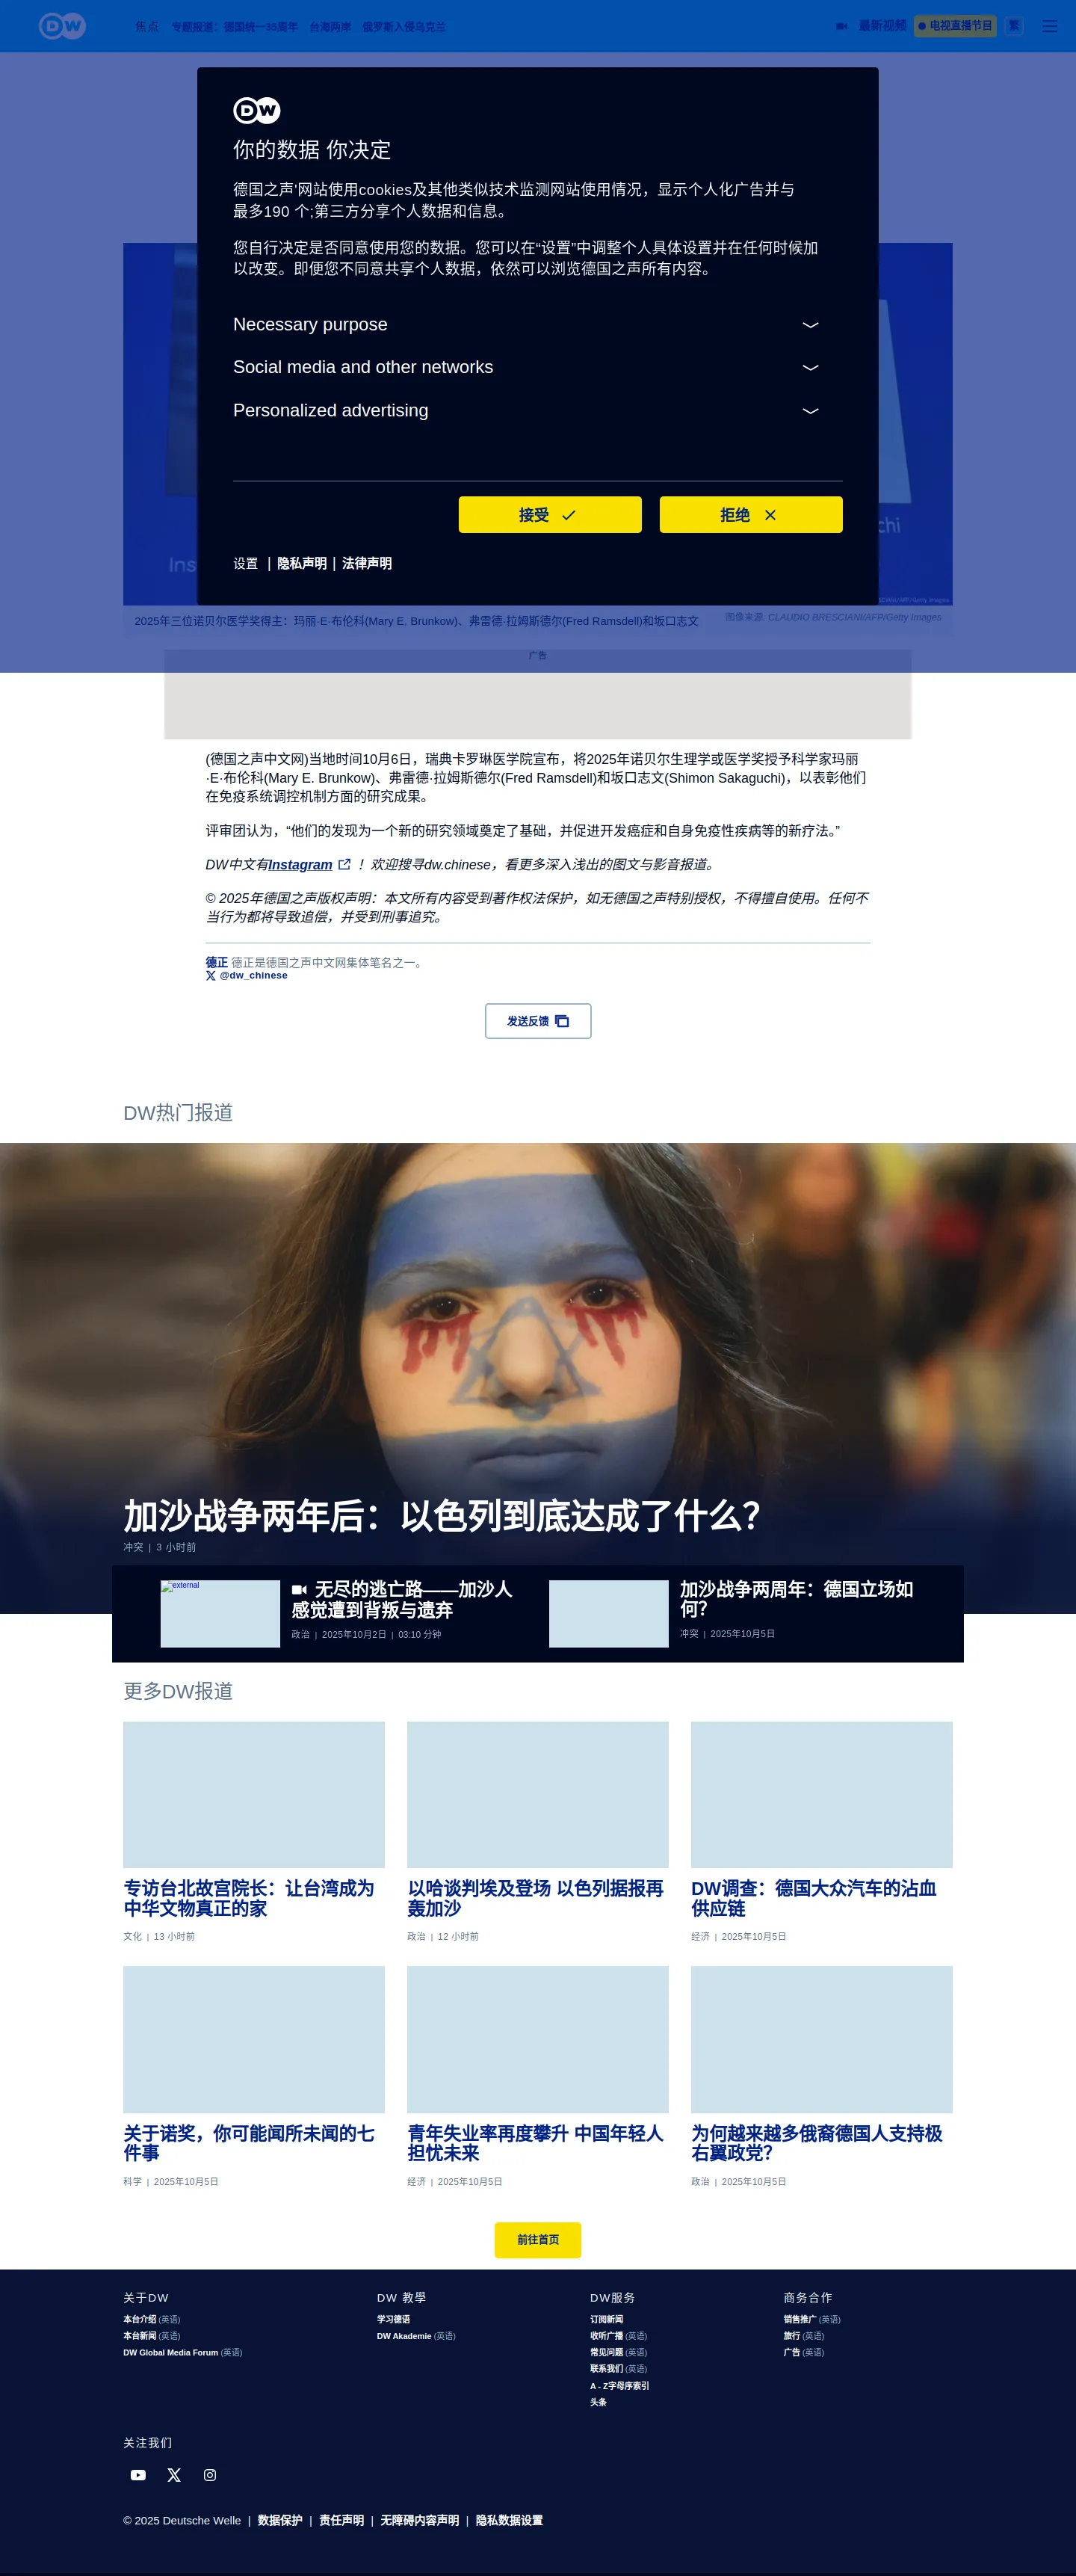 DW
焦点
专题报道：德国统一35周年
台海两岸
俄罗斯入侵乌克兰
最新视频
电视直播节目
繁
DW
你的数据 你决定
德国之声'网站使用cookies及其他类似技术监测网站使用情况，显示个人化广告并与
最多190 个;第三方分享个人数据和信息。
您自行决定是否同意使用您的数据。您可以在“设置”中调整个人具体设置并在任何时候加
以改变。即便您不同意共享个人数据，依然可以浏览德国之声所有内容。
Necessary purpose
Social media and other networks
Personalized advertising
接受
拒绝
设置 | 隐私声明 | 法律声明
Ins
chi
2025年三位诺贝尔医学奖得主：玛丽·E·布伦科(Mary E. Brunkow)、弗雷德·拉姆斯德尔(Fred Ramsdell)和坂口志文
图像来源: CLAUDIO BRESCIANI/AFP/Getty Images
广告
(德国之声中文网)当地时间10月6日，瑞典卡罗琳医学院宣布，将2025年诺贝尔生理学或医学奖授予科学家玛丽
·E·布伦科(Mary E. Brunkow)、弗雷德·拉姆斯德尔(Fred Ramsdell)和坂口志文(Shimon Sakaguchi)，以表彰他们
在免疫系统调控机制方面的研究成果。
评审团认为，“他们的发现为一个新的研究领域奠定了基础，并促进开发癌症和自身免疫性疾病等的新疗法。”
DW中文有Instagram ！欢迎搜寻dw.chinese，看更多深入浅出的图文与影音报道。
© 2025年德国之声版权声明：本文所有内容受到著作权法保护，如无德国之声特别授权，不得擅自使用。任何不
当行为都将导致追偿，并受到刑事追究。
德正 德正是德国之声中文网集体笔名之一。
@dw_chinese
发送反馈
DW热门报道
加沙战争两年后：以色列到底达成了什么？
冲突 | 3 小时前
external
无尽的逃亡路——加沙人
感觉遭到背叛与遗弃
政治 | 2025年10月2日 | 03:10 分钟
加沙战争两周年：德国立场如
何？
冲突 | 2025年10月5日
更多DW报道
专访台北故宫院长：让台湾成为
中华文物真正的家
文化 | 13 小时前
以哈谈判埃及登场 以色列据报再
轰加沙
政治 | 12 小时前
DW调查：德国大众汽车的沾血
供应链
经济 | 2025年10月5日
关于诺奖，你可能闻所未闻的七
件事
科学 | 2025年10月5日
青年失业率再度攀升 中国年轻人
担忧未来
经济 | 2025年10月5日
为何越来越多俄裔德国人支持极
右翼政党？
政治 | 2025年10月5日
前往首页
关于DW
本台介绍 (英语)
本台新闻 (英语)
DW Global Media Forum (英语)
DW 教學
学习德语
DW Akademie (英语)
DW服务
订阅新闻
收听广播 (英语)
常见问题 (英语)
联系我们 (英语)
A - Z字母序索引
头条
商务合作
销售推广 (英语)
旅行 (英语)
广告 (英语)
关注我们
© 2025 Deutsche Welle | 数据保护 | 责任声明 | 无障碍内容声明 | 隐私数据设置